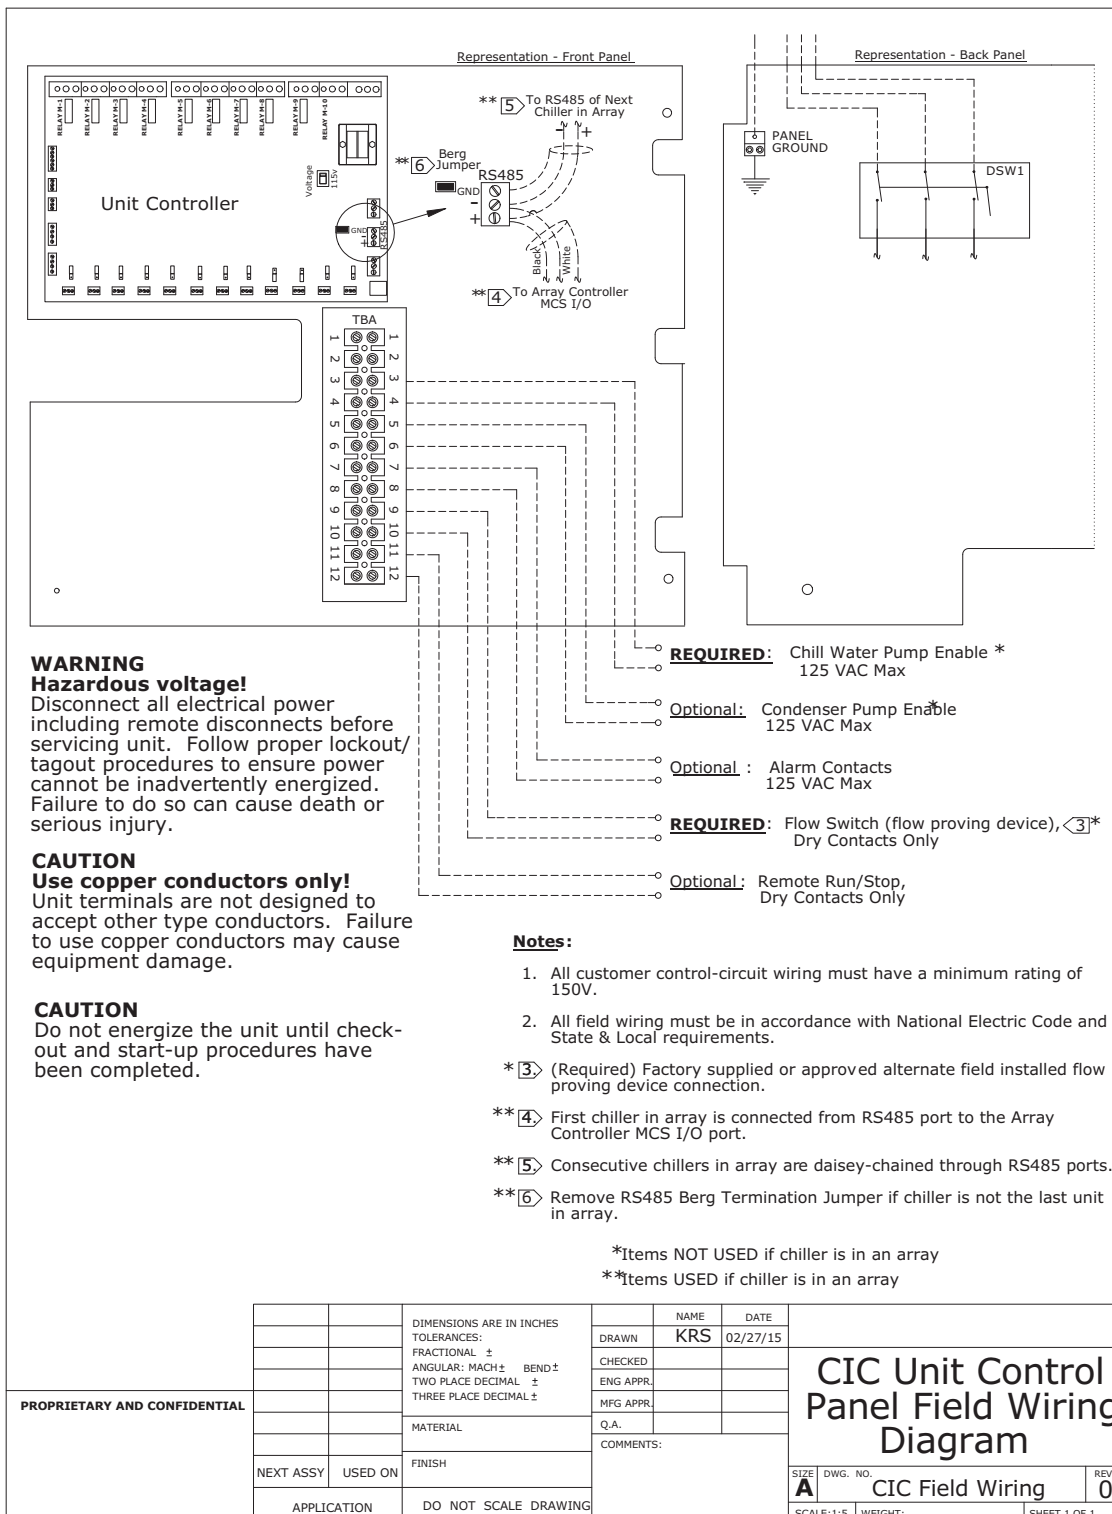 Representation - Front Panel
Representation - Back Panel
RELAY M-1
RELAY M-2
RELAY M-3
RELAY M-4
RELAY M-5
RELAY M-6
RELAY M-7
RELAY M-8
RELAY M-9
RELAY M-10
Voltage
115v
Unit Controller
GND
-
+
RS485
** 5 To RS485 of Next
Chiller in Array
- +
** 6 Berg
Jumper
RS485
GND
-
+
Black
White
** 4 To Array Controller
MCS I/O
PANEL
GROUND
DSW1
TBA
1 1
2 2
3 3
4 4
5 5
6 6
7 7
8 8
9 9
10 10
11 11
12 12
REQUIRED: Chill Water Pump Enable *
125 VAC Max
Optional: Condenser Pump Enable *
125 VAC Max
Optional : Alarm Contacts
125 VAC Max
REQUIRED: Flow Switch (flow proving device), 3 *
Dry Contacts Only
Optional: Remote Run/Stop,
Dry Contacts Only
WARNING
Hazardous voltage!
Disconnect all electrical power
including remote disconnects before
servicing unit. Follow proper lockout/
tagout procedures to ensure power
cannot be inadvertently energized.
Failure to do so can cause death or
serious injury.
CAUTION
Use copper conductors only!
Unit terminals are not designed to
accept other type conductors. Failure
to use copper conductors may cause
equipment damage.
CAUTION
Do not energize the unit until check-
out and start-up procedures have
been completed.
Notes:
1. All customer control-circuit wiring must have a minimum rating of
150V.
2. All field wiring must be in accordance with National Electric Code and
State & Local requirements.
* 3. (Required) Factory supplied or approved alternate field installed flow
proving device connection.
** 4. First chiller in array is connected from RS485 port to the Array
Controller MCS I/O port.
** 5. Consecutive chillers in array are daisey-chained through RS485 ports.
** 6 Remove RS485 Berg Termination Jumper if chiller is not the last unit
in array.
*Items NOT USED if chiller is in an array
**Items USED if chiller is in an array
PROPRIETARY AND CONFIDENTIAL
NEXT ASSY USED ON
APPLICATION
DIMENSIONS ARE IN INCHES
TOLERANCES:
FRACTIONAL ±
ANGULAR: MACH ± BEND ±
TWO PLACE DECIMAL ±
THREE PLACE DECIMAL ±
MATERIAL
FINISH
DO NOT SCALE DRAWING
NAME DATE
DRAWN KRS 02/27/15
CHECKED
ENG APPR.
MFG APPR.
Q.A.
COMMENTS:
CIC Unit Control
Panel Field Wiring
Diagram
SIZE DWG. NO. REV
A CIC Field Wiring 0
SCALE:1:5 WEIGHT: SHEET 1 OF 1